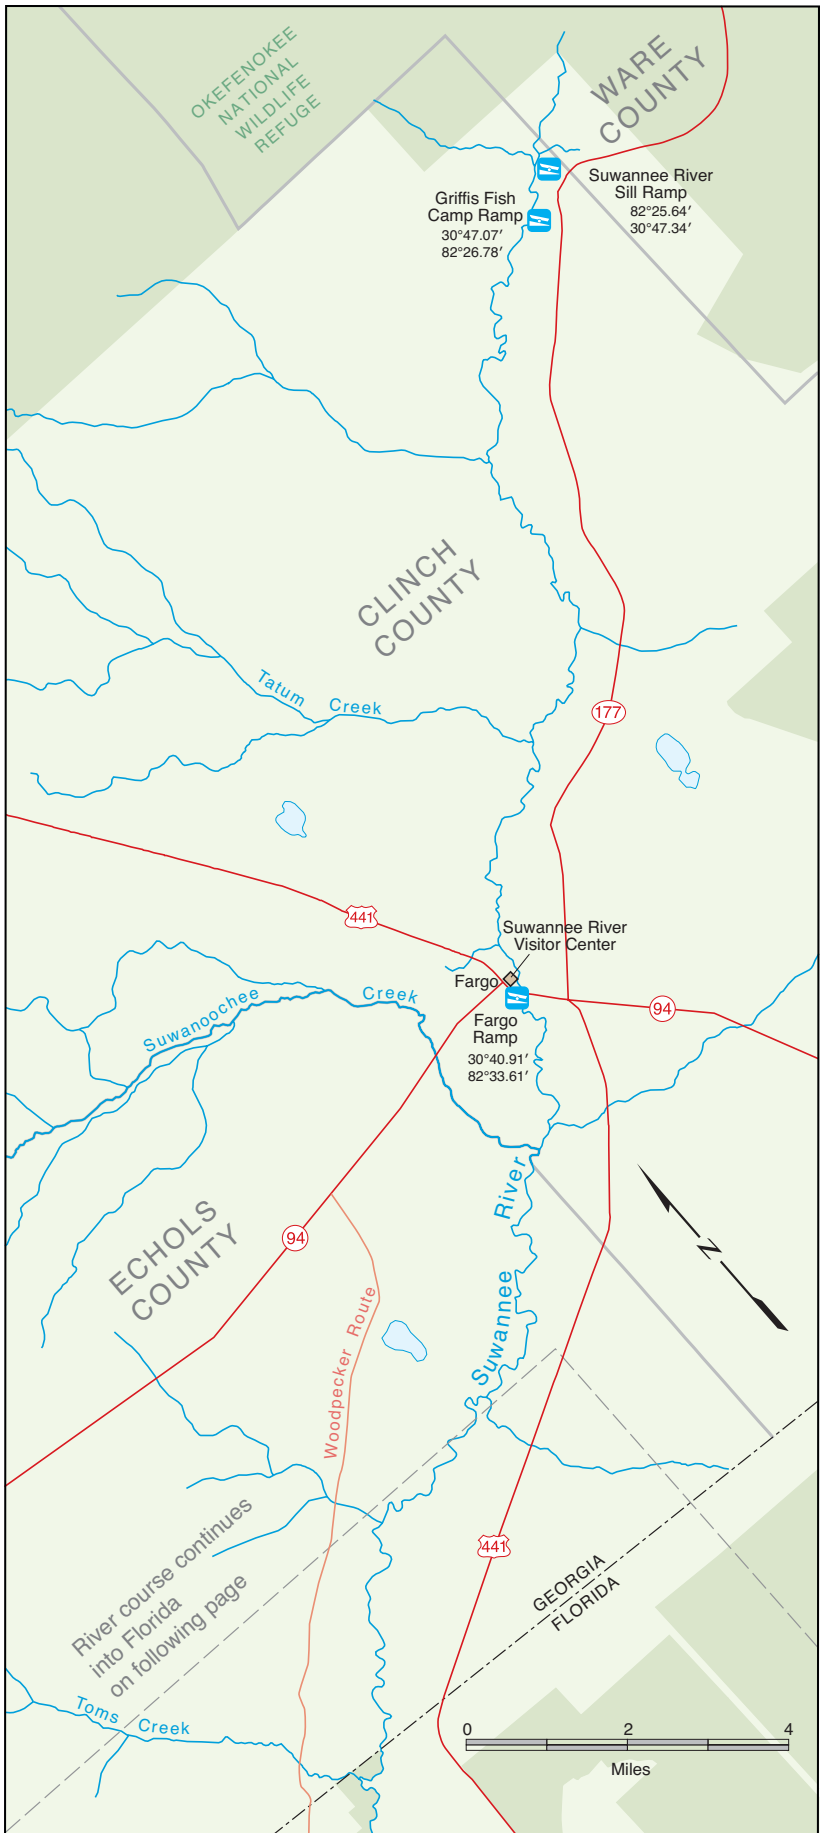 OKEFENOKEE
NATIONAL
WILDLIFE
REFUGE
WARE
COUNTY
Suwannee River
Sill Ramp
82°25.64′
30°47.34′
Griffis Fish
Camp Ramp
30°47.07′
82°26.78′
CLINCH
COUNTY
Tatum Creek
177
441
Suwannee River
Visitor Center
Fargo
Suwanoochee Creek
94
Fargo
Ramp
30°40.91′
82°33.61′
Suwannee River
N
ECHOLS
COUNTY
94
Woodpecker Route
River course continues
into Florida
on following page
441
GEORGIA
FLORIDA
Toms Creek
0 2 4
Miles